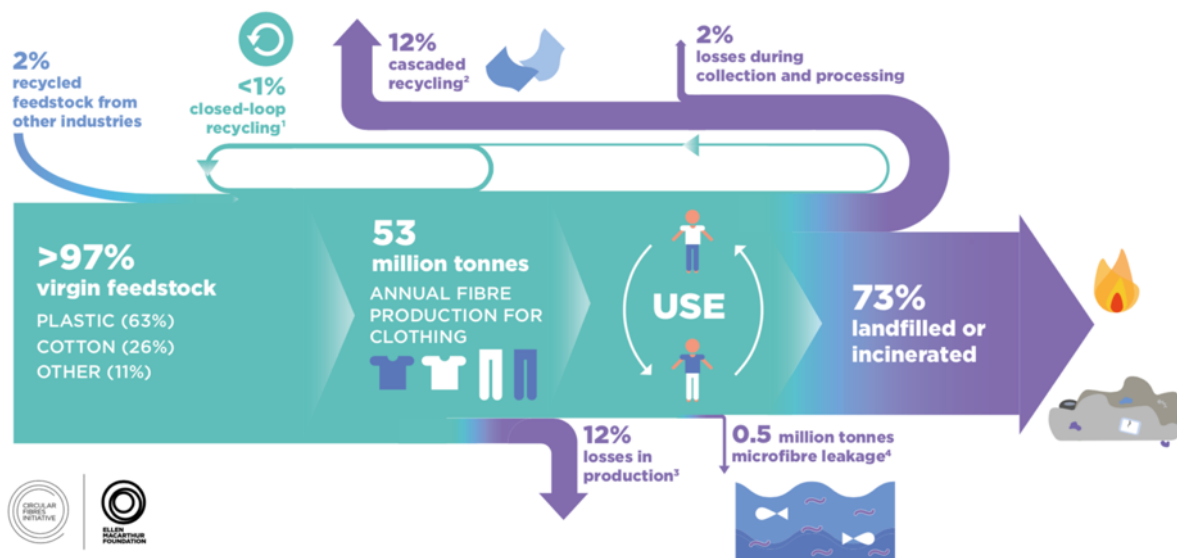 2%
recycled
feedstock from
other industries
<1%
closed-loop
recycling¹
12%
cascaded
recycling²
2%
losses during
collection and processing
>97%
virgin feedstock
PLASTIC (63%)
COTTON (26%)
OTHER (11%)
53
million tonnes
ANNUAL FIBRE
PRODUCTION FOR
CLOTHING
USE
73%
landfilled or
incinerated
12%
losses in
production³
0.5 million tonnes
microfibre leakage⁴
CIRCULAR
FIBRES
INITIATIVE
ELLEN
MACARTHUR
FOUNDATION